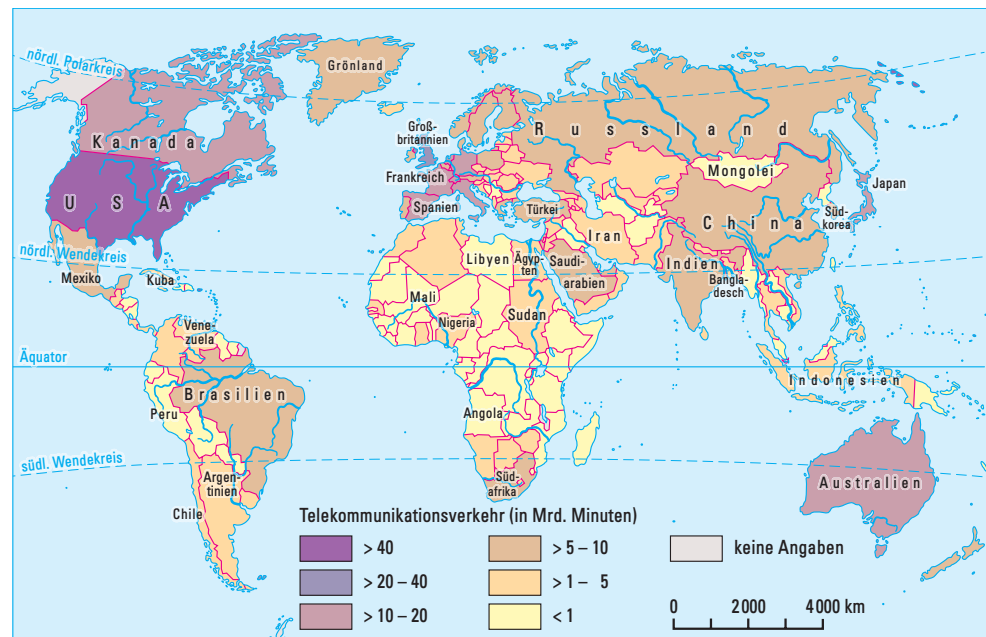 nördl. Polarkreis
Grönland
Kanada
Groß-
britannien
Russland
Frankreich
Mongolei
Japan
USA
Spanien
Türkei
China
Süd-
korea
Iran
nördl. Wendekreis
Libyen
Ägyp-
ten
Saudi-
arabien
Indien
Mexiko
Kuba
Bangla-
desch
Mali
Nigeria
Sudan
Vene-
zuela
Äquator
Indonesien
Brasilien
Peru
Angola
südl. Wendekreis
Argen-
tinien
Süd-
afrika
Australien
Chile
Telekommunikationsverkehr (in Mrd. Minuten)
> 40
> 5 – 10
keine Angaben
> 20 – 40
> 1 – 5
> 10 – 20
< 1
0 2000 4000 km